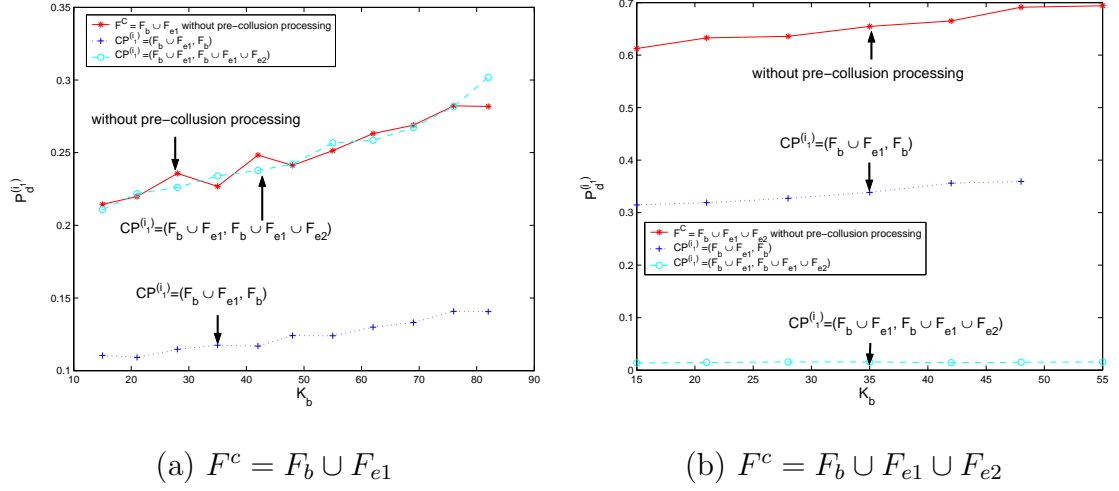 F^C = F_b ∪ F_e1 without pre−collusion processing
CP^(i_1) =(F_b ∪ F_e1, F_b)
CP^(i_1) =(F_b ∪ F_e1, F_b ∪ F_e1 ∪ F_e2)
without pre−collusion processing
CP^(i_1)=(F_b ∪ F_e1, F_b ∪ F_e1 ∪ F_e2)
CP^(i_1)=(F_b ∪ F_e1, F_b)
P_d^(i_1)
0.35
0.3
0.25
0.2
0.15
0.1
10 20 30 40 50 60 70 80 90
K_b
(a) F^c = F_b ∪ F_e1
without pre−collusion processing
CP^(i_1)=(F_b ∪ F_e1, F_b)
F^C = F_b ∪ F_e1 ∪ F_e2 without pre−collusion processing
CP^(i_1) =(F_b ∪ F_e1, F_b)
CP^(i_1) =(F_b ∪ F_e1, F_b ∪ F_e1 ∪ F_e2)
CP^(i_1)=(F_b ∪ F_e1, F_b ∪ F_e1 ∪ F_e2)
P_d^(i_1)
0.7
0.6
0.5
0.4
0.3
0.2
0.1
0
15 20 25 30 35 40 45 50 55
K_b
(b) F^c = F_b ∪ F_e1 ∪ F_e2